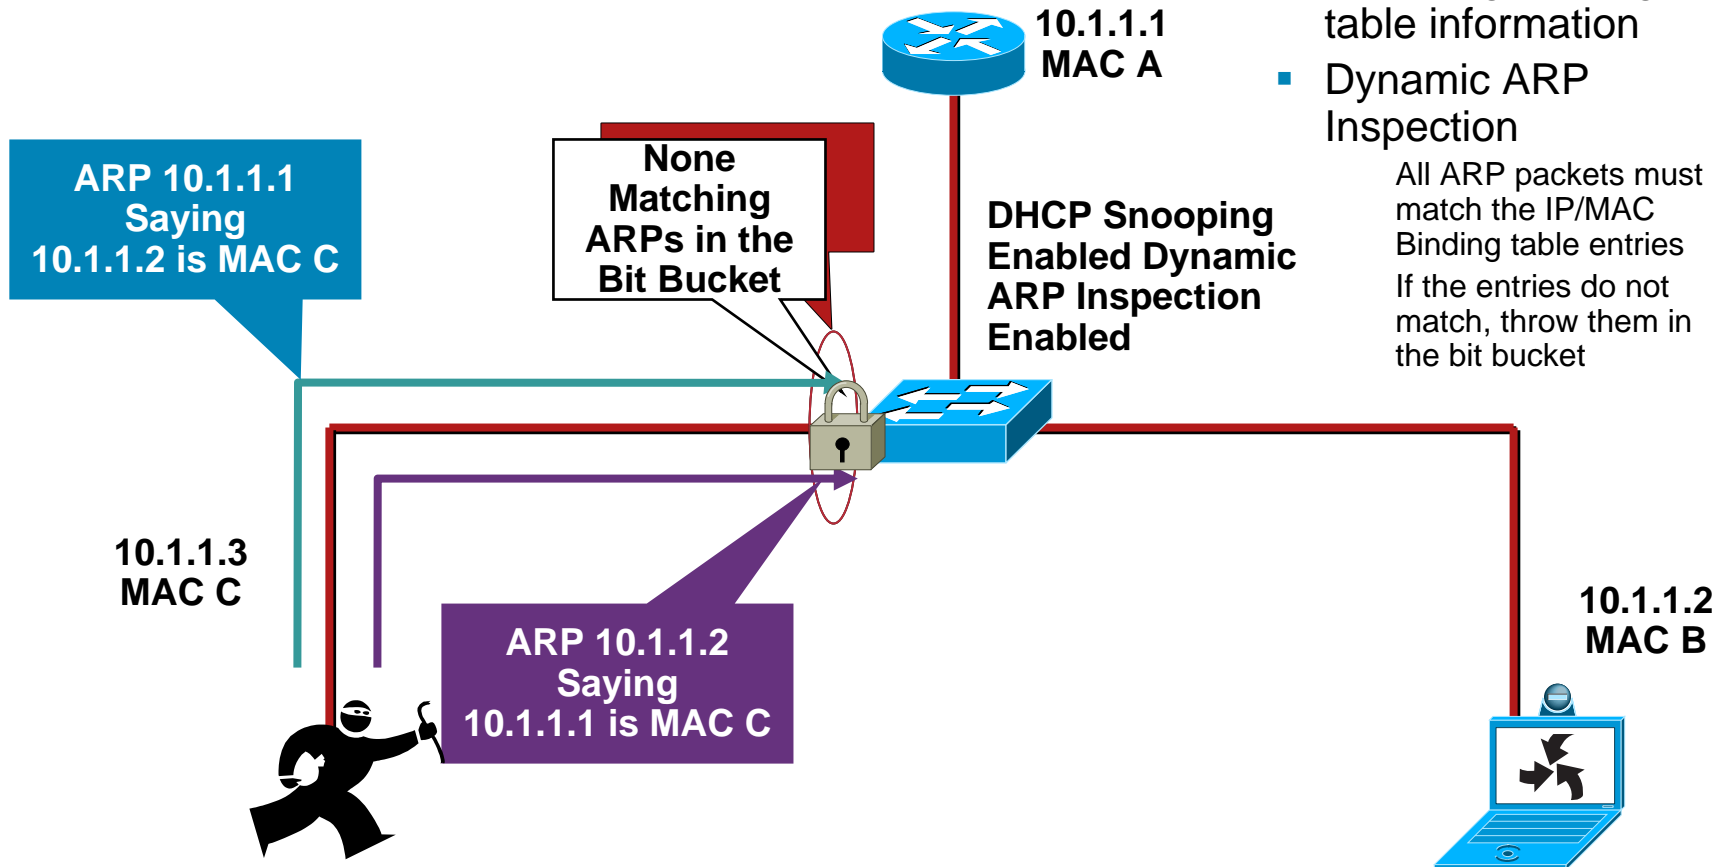 10.1.1.1
MAC A
table information
Dynamic ARP
Inspection
All ARP packets must
match the IP/MAC
Binding table entries
If the entries do not
match, throw them in
the bit bucket
ARP 10.1.1.1
Saying
10.1.1.2 is MAC C
None
Matching
ARPs in the
Bit Bucket
DHCP Snooping
Enabled Dynamic
ARP Inspection
Enabled
10.1.1.3
MAC C
ARP 10.1.1.2
Saying
10.1.1.1 is MAC C
10.1.1.2
MAC B